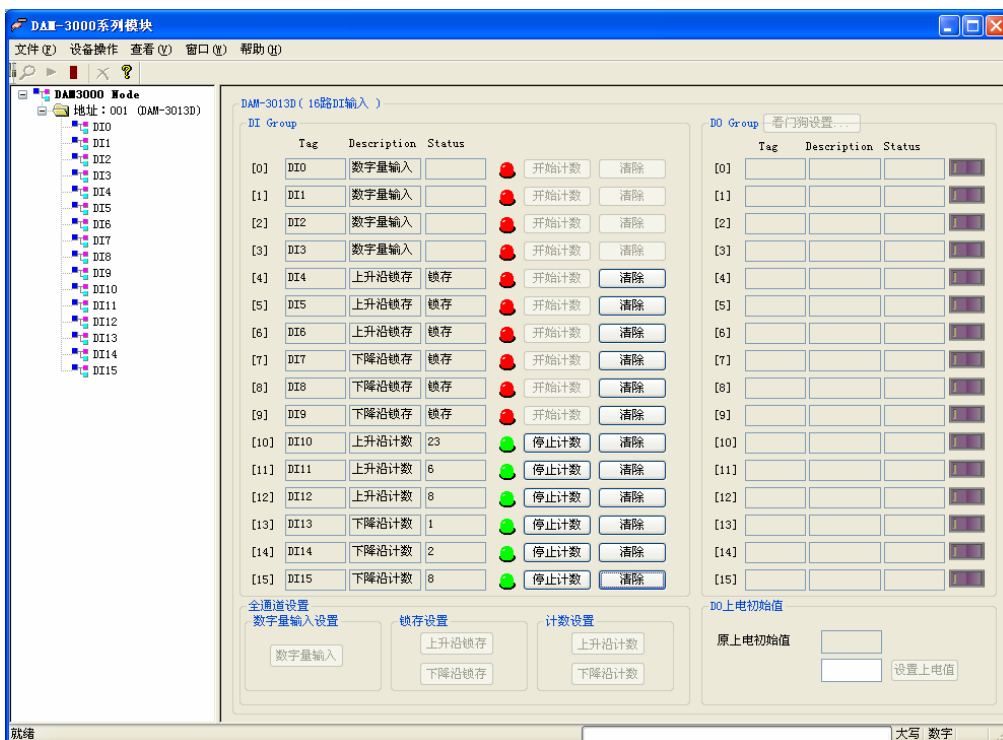 DAM-3000系列模块
文件(F) 设备操作 查看(V) 窗口(W) 帮助(H)
DAM3000 Node
地址：001 (DAM-3013D)
DI0
DI1
DI2
DI3
DI4
DI5
DI6
DI7
DI8
DI9
DI10
DI11
DI12
DI13
DI14
DI15
DAM-3013D( 16路DI输入 )
DI Group
Tag Description Status
[0] DI0 数字量输入 开始计数 清除
[1] DI1 数字量输入 开始计数 清除
[2] DI2 数字量输入 开始计数 清除
[3] DI3 数字量输入 开始计数 清除
[4] DI4 上升沿锁存 锁存 开始计数 清除
[5] DI5 上升沿锁存 锁存 开始计数 清除
[6] DI6 上升沿锁存 锁存 开始计数 清除
[7] DI7 下降沿锁存 锁存 开始计数 清除
[8] DI8 下降沿锁存 锁存 开始计数 清除
[9] DI9 下降沿锁存 锁存 开始计数 清除
[10] DI10 上升沿计数 23 停止计数 清除
[11] DI11 上升沿计数 6 停止计数 清除
[12] DI12 上升沿计数 8 停止计数 清除
[13] DI13 下降沿计数 1 停止计数 清除
[14] DI14 下降沿计数 2 停止计数 清除
[15] DI15 下降沿计数 8 停止计数 清除
DO Group 看门狗设置...
Tag Description Status
[0]
[1]
[2]
[3]
[4]
[5]
[6]
[7]
[8]
[9]
[10]
[11]
[12]
[13]
[14]
[15]
全通道设置
数字量输入设置 锁存设置 计数设置
数字量输入
上升沿锁存 上升沿计数
下降沿锁存 下降沿计数
DO上电初始值
原上电初始值
设置上电值
就绪 大写 数字